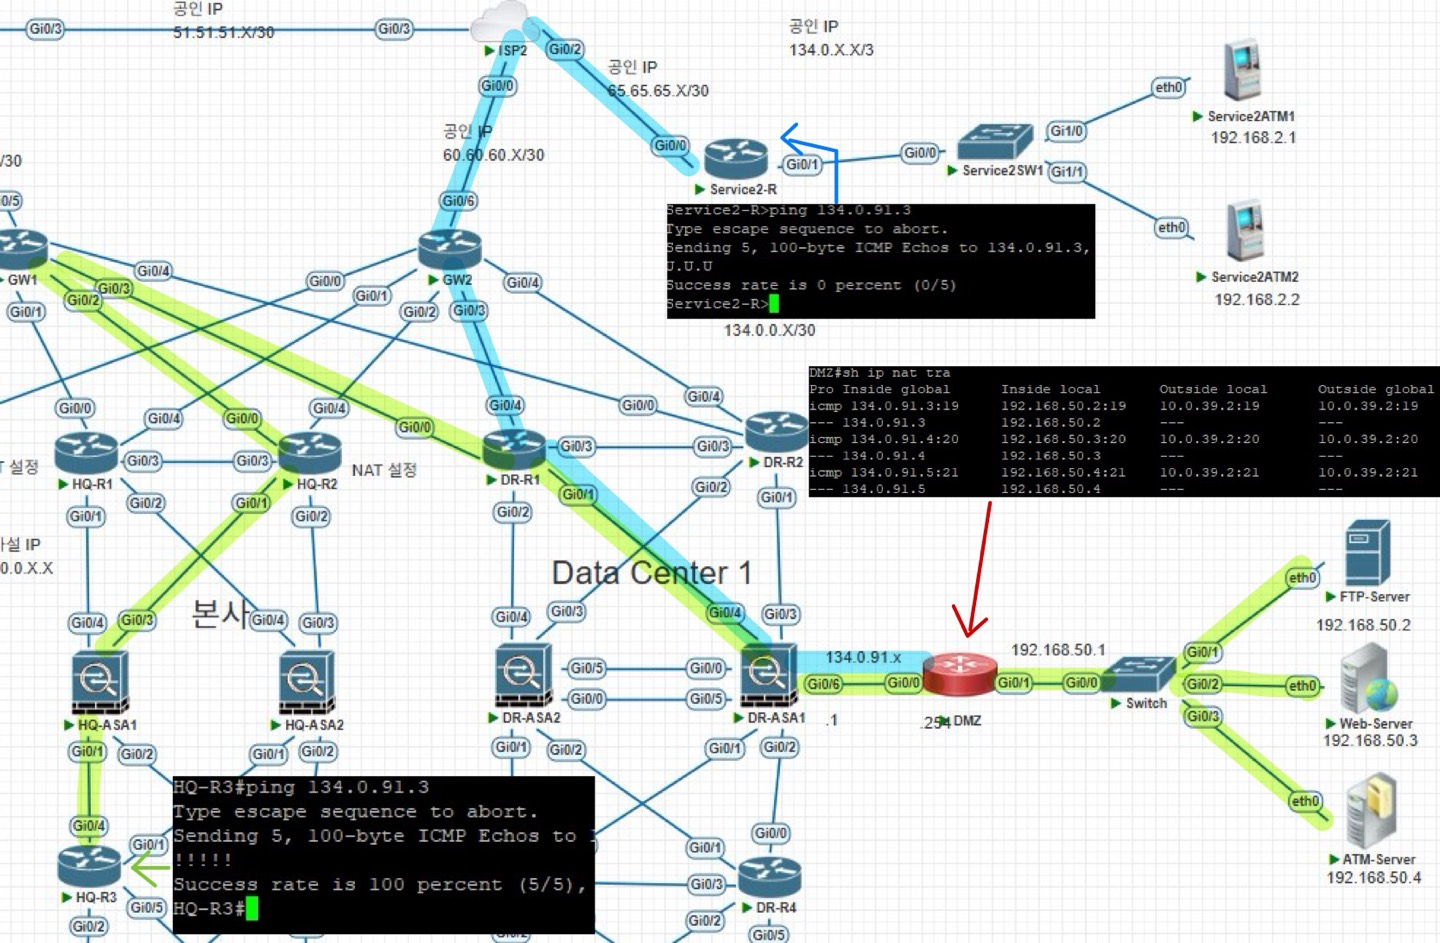 공인 IP
51.51.51.X/30
Gi0/3
Gi0/3
ISP2
Gi0/2
공인 IP
134.0.X.X/3
Gi0/0
공인 IP
65.65.65.X/30
eth0
Service2ATM1
192.168.2.1
공인 IP
60.60.60.X/30
/30
Gi0/0
Gi0/1
Gi0/0
Gi1/0
Service2SW1
Gi1/1
Service2-R
0/5
Gi0/6
eth0
Service2-R>ping 134.0.91.3
Type escape sequence to abort.
Sending 5, 100-byte ICMP Echos to 134.0.91.3,
U.U.U
Success rate is 0 percent (0/5)
Service2-R>
134.0.0.X/30
Service2ATM2
192.168.2.2
GW1
Gi0/4
Gi0/3
Gi0/2
Gi0/1
Gi0/0
Gi0/1
Gi0/2
GW2
Gi0/3
Gi0/4
DMZ#sh ip nat tra
Pro Inside global Inside local Outside local Outside global
icmp 134.0.91.3:19 192.168.50.2:19 10.0.39.2:19 10.0.39.2:19
--- 134.0.91.3 192.168.50.2 --- ---
icmp 134.0.91.4:20 192.168.50.3:20 10.0.39.2:20 10.0.39.2:20
--- 134.0.91.4 192.168.50.3 --- ---
icmp 134.0.91.5:21 192.168.50.4:21 10.0.39.2:21 10.0.39.2:21
--- 134.0.91.5 192.168.50.4 --- ---
Gi0/0
Gi0/4
Gi0/0
Gi0/4
Gi0/0
Gi0/4
Gi0/0
Gi0/4
T 설정
Gi0/3
Gi0/3
NAT 설정
Gi0/3
Gi0/3
HQ-R1
HQ-R2
DR-R1
DR-R2
Gi0/1
Gi0/2
Gi0/1
Gi0/2
Gi0/2
Gi0/1
Gi0/2
Gi0/1
설 IP
0.0.X.X
본사
Data Center 1
Gi0/4
Gi0/3
Gi0/4
Gi0/3
Gi0/4
Gi0/3
Gi0/4
Gi0/3
eth0
FTP-Server
192.168.50.2
134.0.91.x
192.168.50.1
Gi0/1
Gi0/5
Gi0/0
Gi0/0
Gi0/5
Gi0/6
Gi0/0
Gi0/1
Gi0/0
Gi0/2
eth0
Gi0/3
HQ-ASA1
HQ-ASA2
DR-ASA2
DR-ASA1
.1
.254
DMZ
Switch
Web-Server
192.168.50.3
Gi0/1
Gi0/2
Gi0/1
Gi0/2
Gi0/1
Gi0/2
Gi0/1
Gi0/2
eth0
ATM-Server
192.168.50.4
HQ-R3#ping 134.0.91.3
Type escape sequence to abort.
Sending 5, 100-byte ICMP Echos to
!!!!!
Success rate is 100 percent (5/5),
HQ-R3#
Gi0/4
Gi0/1
HQ-R3
Gi0/5
Gi0/2
Gi0/0
Gi0/1
Gi0/3
DR-R4
Gi0/2
Gi0/5